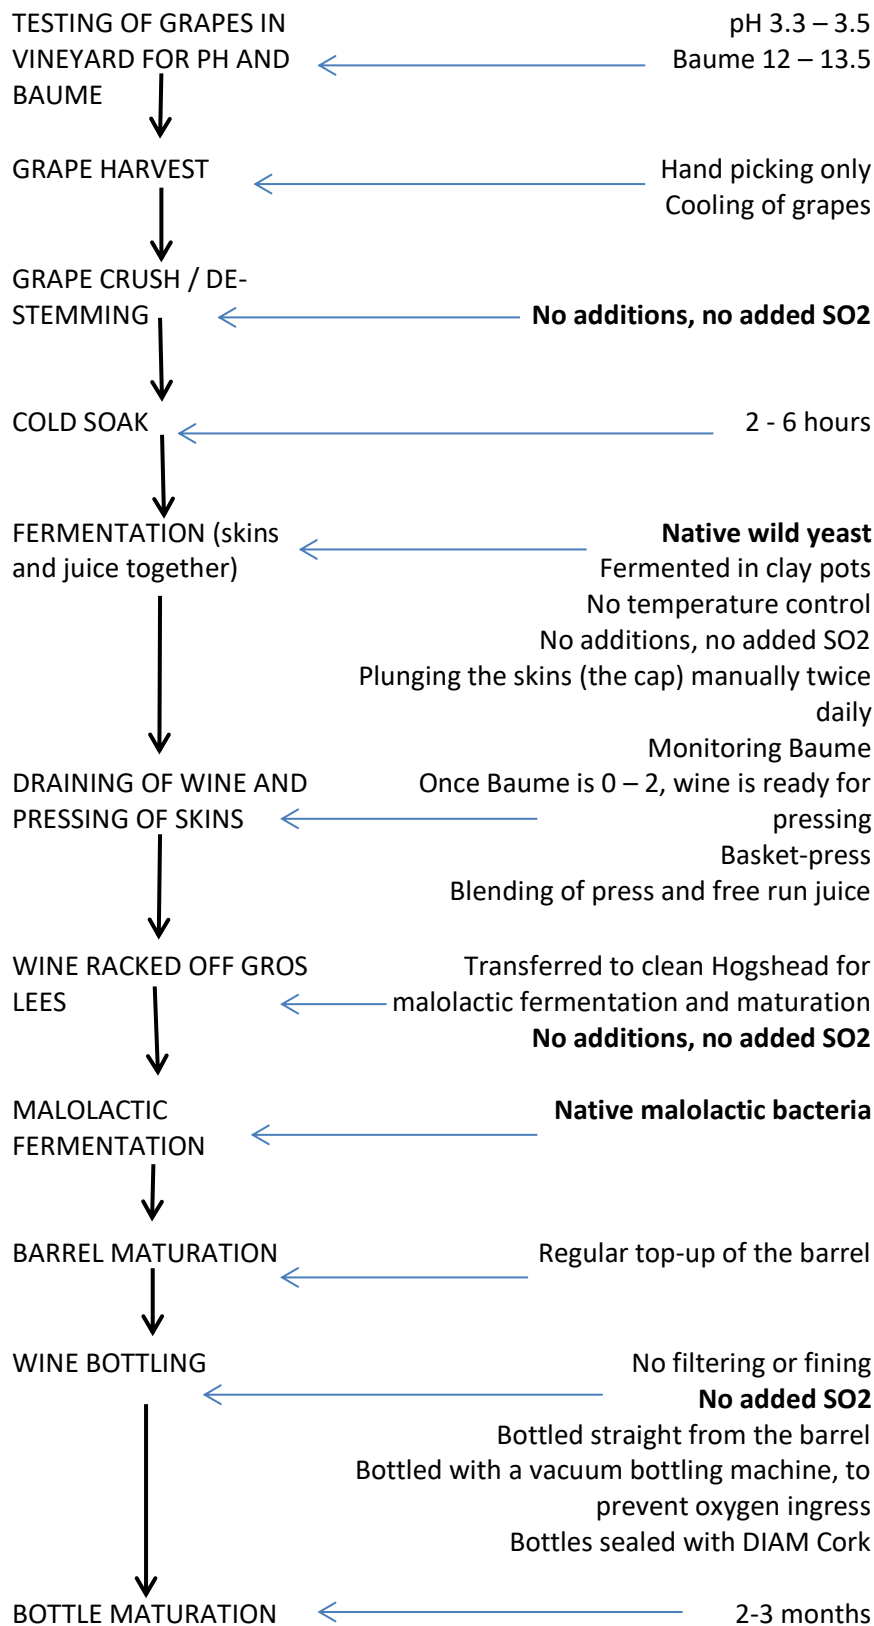 TESTING OF GRAPES IN
VINEYARD FOR PH AND
BAUME
pH 3.3 – 3.5
Baume 12 – 13.5
GRAPE HARVEST
Hand picking only
Cooling of grapes
GRAPE CRUSH / DE-
STEMMING
No additions, no added SO2
COLD SOAK
2 - 6 hours
FERMENTATION (skins
and juice together)
Native wild yeast
Fermented in clay pots
No temperature control
No additions, no added SO2
Plunging the skins (the cap) manually twice
daily
Monitoring Baume
DRAINING OF WINE AND
PRESSING OF SKINS
Once Baume is 0 – 2, wine is ready for
pressing
Basket-press
Blending of press and free run juice
WINE RACKED OFF GROS
LEES
Transferred to clean Hogshead for
malolactic fermentation and maturation
No additions, no added SO2
MALOLACTIC
FERMENTATION
Native malolactic bacteria
BARREL MATURATION
Regular top-up of the barrel
WINE BOTTLING
No filtering or fining
No added SO2
Bottled straight from the barrel
Bottled with a vacuum bottling machine, to
prevent oxygen ingress
Bottles sealed with DIAM Cork
BOTTLE MATURATION
2-3 months